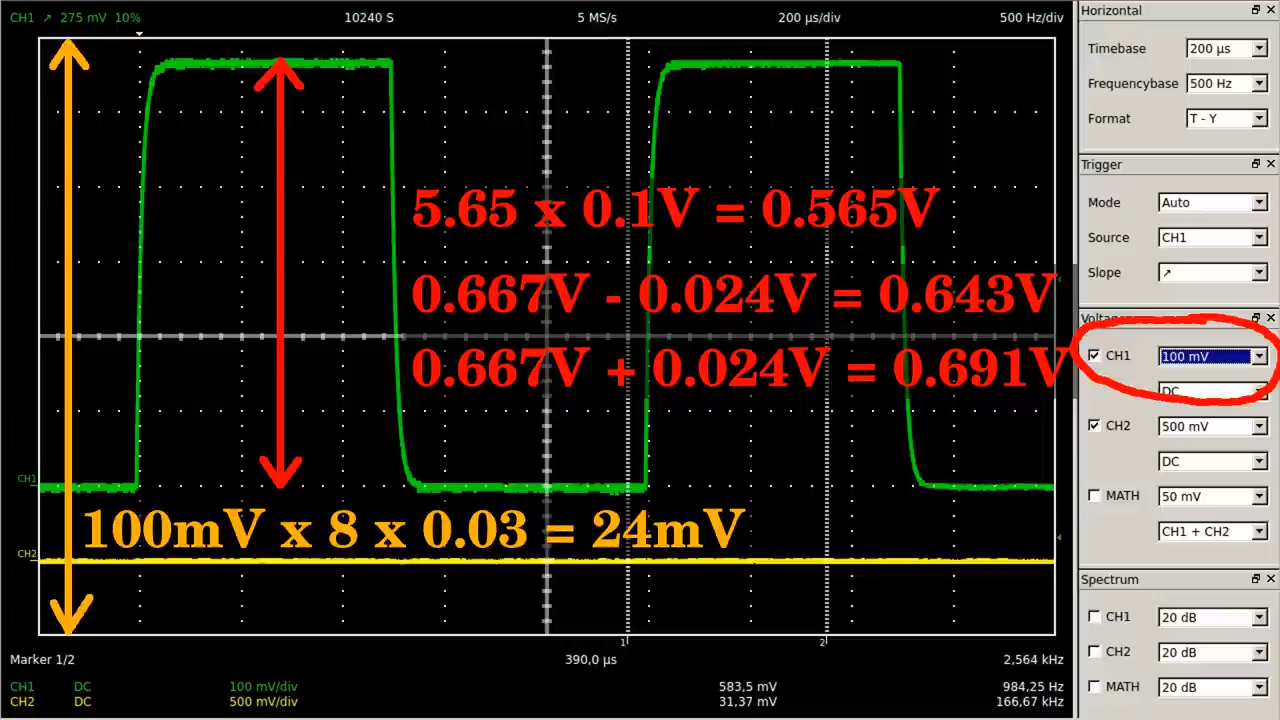 CH1 ↗ 275 mV 10% 10240 S 5 MS/s 200 µs/div 500 Hz/div
Horizontal
Timebase 200 µs
Frequencybase 500 Hz
Format T - Y
Trigger
Mode Auto
Source CH1
Slope ↗
5.65 x 0.1V = 0.565V
0.667V - 0.024V = 0.643V
0.667V + 0.024V = 0.691V
CH1 100 mV
DC
CH2 500 mV
DC
MATH 50 mV
CH1 + CH2
CH1
100mV x 8 x 0.03 = 24mV
CH2
Spectrum
CH1 20 dB
CH2 20 dB
MATH 20 dB
1 2
Marker 1/2 390,0 µs 2,564 kHz
CH1 DC 100 mV/div 583,5 mV 984,25 Hz
CH2 DC 500 mV/div 31,37 mV 166,67 kHz